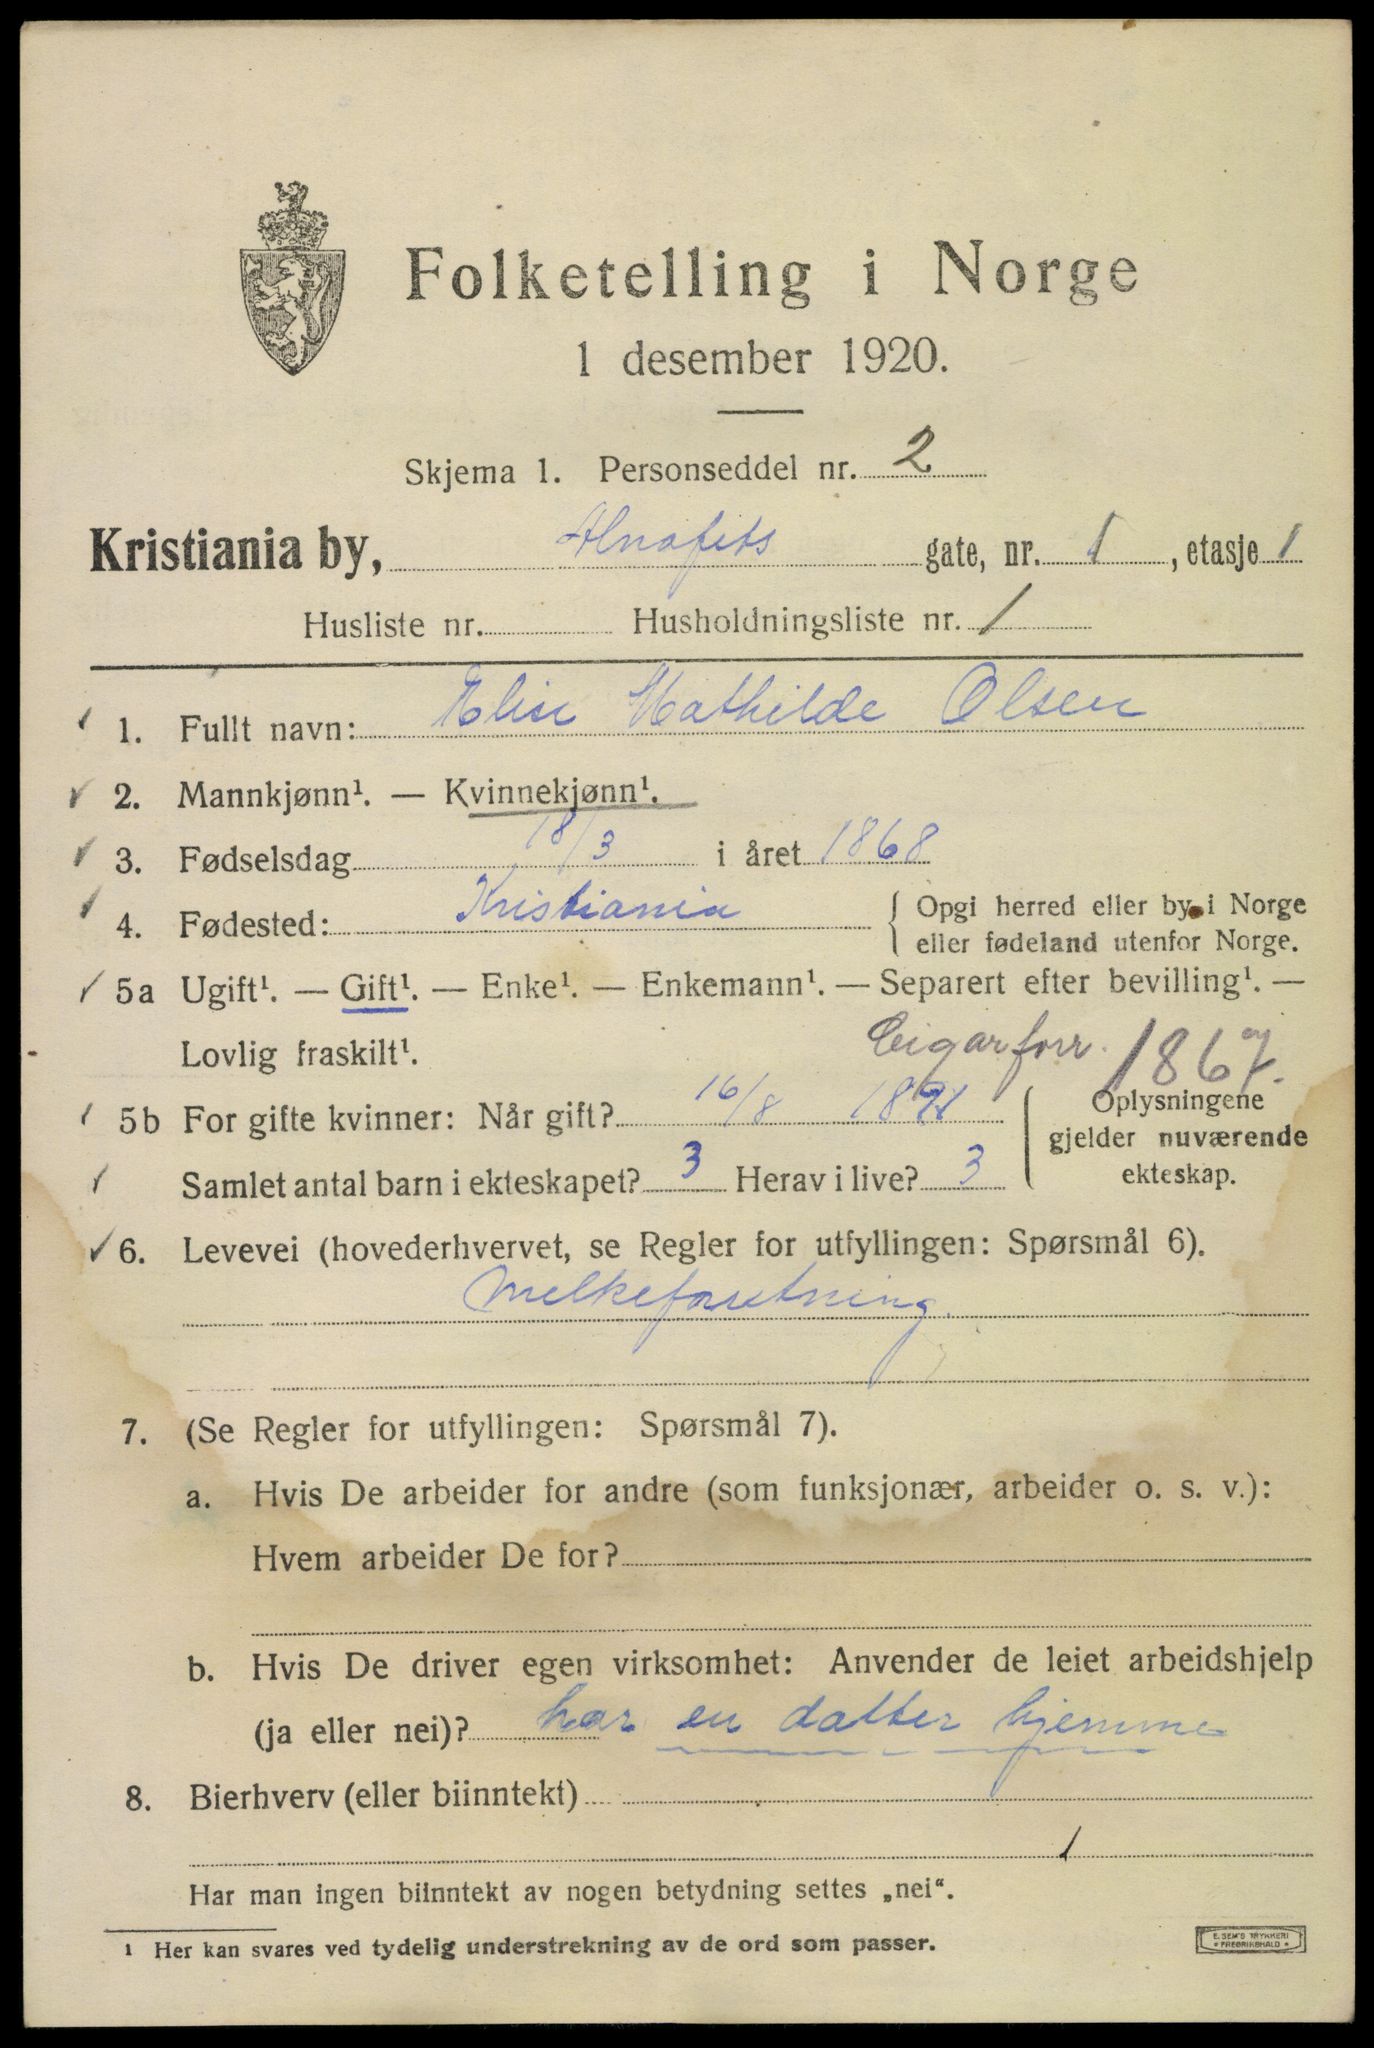 Folketelling i Norge
1 desember 1920.
Skjema 1. Personseddel nr. 2
Kristiania by, Alnafets gate, nr. 1, etasje 1
Husliste nr. Husholdningsliste nr. 1
1. Fullt navn: Elise Mathilde Olsen
2. Mannkjønn¹. — Kvinnekjønn¹.
3. Fødselsdag 18/3 i året 1868
4. Fødested: Kristiania { Opgi herred eller by i Norge
eller fødeland utenfor Norge.
5a Ugift¹. — Gift¹. — Enke¹. — Enkemann¹. — Separert efter bevilling¹. —
Lovlig fraskilt¹. Cigarforr. 1867.
5b For gifte kvinner: Når gift? 16/8 1891
Samlet antal barn i ekteskapet? 3 Herav i live? 3
Oplysningene
gjelder nuværende
ekteskap.
6. Levevei (hovederhvervet, se Regler for utfyllingen: Spørsmål 6).
Melkeforretning.
7. (Se Regler for utfyllingen: Spørsmål 7).
a. Hvis De arbeider for andre (som funksjonær, arbeider o. s. v.):
Hvem arbeider De for?
b. Hvis De driver egen virksomhet: Anvender de leiet arbeidshjelp
(ja eller nei)? har en datter hjemme
8. Bierhverv (eller biinntekt)
Har man ingen biinntekt av nogen betydning settes „nei“.
¹ Her kan svares ved tydelig understrekning av de ord som passer.
E. SEM'S TRYKKERI
* FREDRIKSHALD *